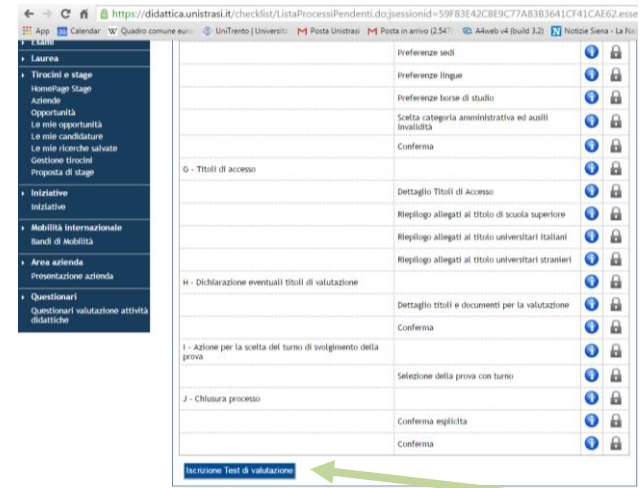 https://didattica.unistrasi.it/checklist/ListaProcessiPendenti.do;jsessionid=59F83E42C8E9C77A83B3641CF41CAE62.esse
App Calendar Quadro comune euro UniTrento | Universit Posta Unistrasi Posta in arrivo (2.547) A4web v4 (build 3.2) Notizie Siena - La Na
Esami
Laurea
Tirocini e stage
HomePage Stage
Aziende
Opportunità
Le mie opportunità
Le mie candidature
Le mie ricerche salvate
Gestione tirocini
Proposta di stage
Iniziative
Iniziative
Mobilità internazionale
Bandi di Mobilità
Area azienda
Presentazione azienda
Questionari
Questionari valutazione attività
didattiche
Preferenze sedi
Preferenze lingue
Preferenze borse di studio
Scelta categoria amministrativa ed ausili
invalidità
Conferma
G - Titoli di accesso
Dettaglio Titoli di Accesso
Riepilogo allegati al titolo di scuola superiore
Riepilogo allegati al titolo universitari italiani
Riepilogo allegati al titolo universitari stranieri
H - Dichiarazione eventuali titoli di valutazione
Dettaglio titoli e documenti per la valutazione
Conferma
I - Azione per la scelta del turno di svolgimento della
prova
Selezione della prova con turno
J - Chiusura processo
Conferma esplicita
Conferma
Iscrizione Test di valutazione